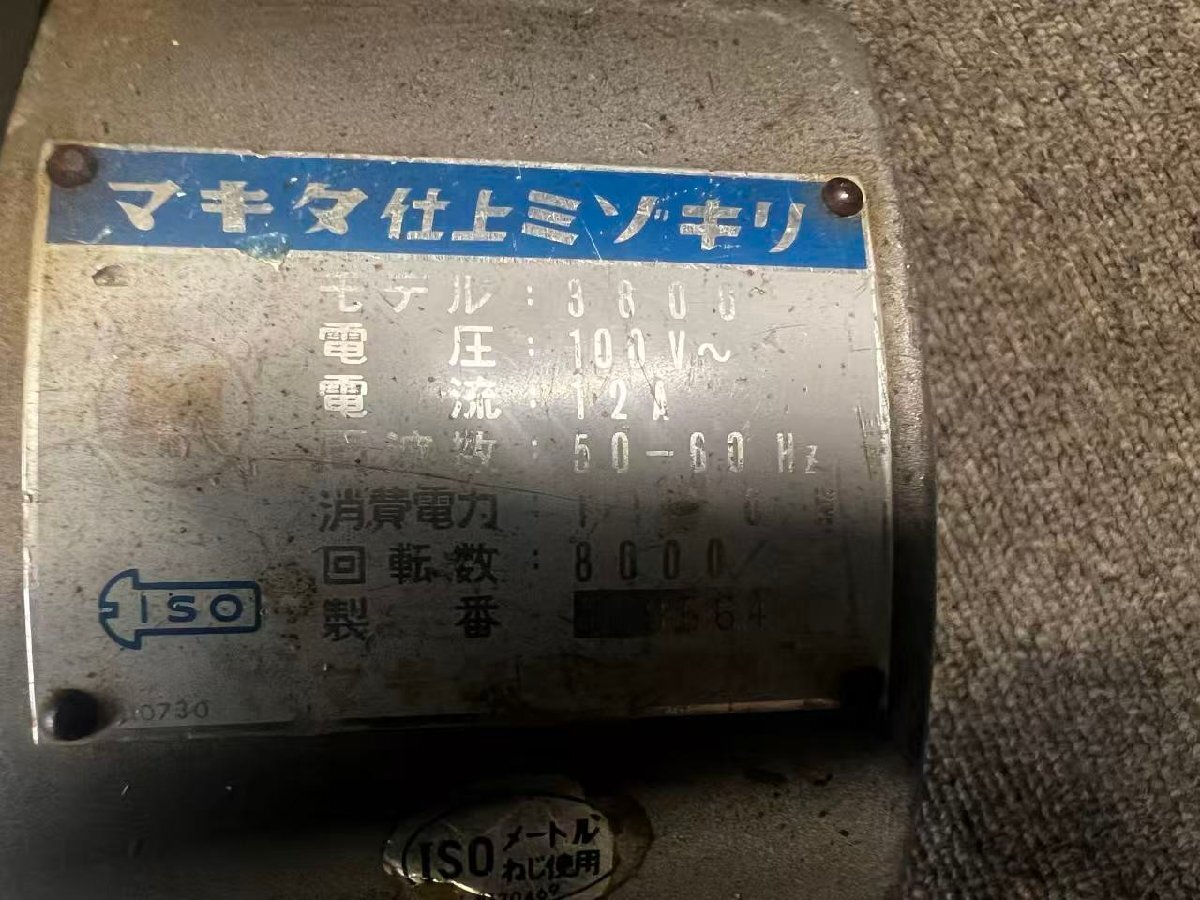 マキタ仕上ミゾキリ
モデル：3800
電圧：100V～
電流：12A
周波数：50-60Hz
消費電力：
回転数：8000/
製番：
ISO
ISO メートル
ねじ使用